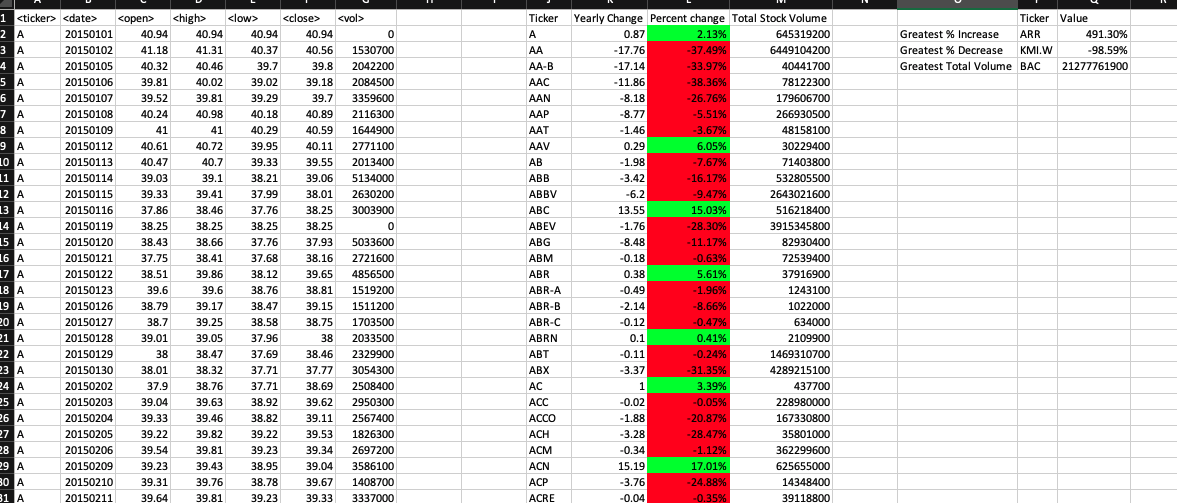 1 <ticker> <date> <open> <high> <low> <close> <vol> Ticker Yearly Change Percent change Total Stock Volume Ticker Value
2 A 20150101 40.94 40.94 40.94 40.94 0 A 0.87 2.13% 645319200 Greatest % Increase ARR 491.30%
3 A 20150102 41.18 41.31 40.37 40.56 1530700 AA -17.76 -37.49% 6449104200 Greatest % Decrease KMI.W -98.59%
4 A 20150105 40.32 40.46 39.7 39.8 2042200 AA-B -17.14 -33.97% 40441700 Greatest Total Volume BAC 21277761900
5 A 20150106 39.81 40.02 39.02 39.18 2084500 AAC -11.86 -38.36% 78122300
6 A 20150107 39.52 39.81 39.29 39.7 3359600 AAN -8.18 -26.76% 179606700
7 A 20150108 40.24 40.98 40.18 40.89 2116300 AAP -8.77 -5.51% 266930500
8 A 20150109 41 41 40.29 40.59 1644900 AAT -1.46 -3.67% 48158100
9 A 20150112 40.61 40.72 39.95 40.11 2771100 AAV 0.29 6.05% 30229400
10 A 20150113 40.47 40.7 39.33 39.55 2013400 AB -1.98 -7.67% 71403800
11 A 20150114 39.03 39.1 38.21 39.06 5134000 ABB -3.42 -16.17% 532805500
12 A 20150115 39.33 39.41 37.99 38.01 2630200 ABBV -6.2 -9.47% 2643021600
13 A 20150116 37.86 38.46 37.76 38.25 3003900 ABC 13.55 15.03% 516218400
14 A 20150119 38.25 38.25 38.25 38.25 0 ABEV -1.76 -28.30% 3915345800
15 A 20150120 38.43 38.66 37.76 37.93 5033600 ABG -8.48 -11.17% 82930400
16 A 20150121 37.75 38.41 37.68 38.16 2721600 ABM -0.18 -0.63% 72539400
17 A 20150122 38.51 39.86 38.12 39.65 4856500 ABR 0.38 5.61% 37916900
18 A 20150123 39.6 39.6 38.76 38.81 1519200 ABR-A -0.49 -1.96% 1243100
19 A 20150126 38.79 39.17 38.47 39.15 1511200 ABR-B -2.14 -8.66% 1022000
20 A 20150127 38.7 39.25 38.58 38.75 1703500 ABR-C -0.12 -0.47% 634000
21 A 20150128 39.01 39.05 37.96 38 2033500 ABRN 0.1 0.41% 2109900
22 A 20150129 38 38.47 37.69 38.46 2329900 ABT -0.11 -0.24% 1469310700
23 A 20150130 38.01 38.32 37.71 37.77 3054300 ABX -3.37 -31.35% 4289215100
24 A 20150202 37.9 38.76 37.71 38.69 2508400 AC 1 3.39% 437700
25 A 20150203 39.04 39.63 38.92 39.62 2950300 ACC -0.02 -0.05% 228980000
26 A 20150204 39.33 39.46 38.82 39.11 2567400 ACCO -1.88 -20.87% 167330800
27 A 20150205 39.22 39.82 39.22 39.53 1826300 ACH -3.28 -28.47% 35801000
28 A 20150206 39.54 39.81 39.23 39.34 2697200 ACM -0.34 -1.12% 362299600
29 A 20150209 39.23 39.43 38.95 39.04 3586100 ACN 15.19 17.01% 625655000
30 A 20150210 39.31 39.76 38.78 39.67 1408700 ACP -3.76 -24.88% 14348400
31 A 20150211 39.64 39.81 39.23 39.33 3337000 ACRE -0.04 -0.35% 39118800